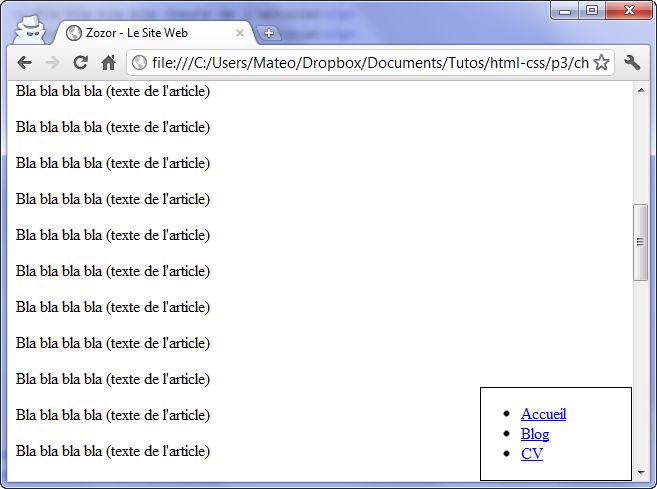 Zozor - Le Site Web
file:///C:/Users/Mateo/Dropbox/Documents/Tutos/html-css/p3/ch
Bla bla bla bla (texte de l'article)
Bla bla bla bla (texte de l'article)
Bla bla bla bla (texte de l'article)
Bla bla bla bla (texte de l'article)
Bla bla bla bla (texte de l'article)
Bla bla bla bla (texte de l'article)
Bla bla bla bla (texte de l'article)
Bla bla bla bla (texte de l'article)
Bla bla bla bla (texte de l'article)
Bla bla bla bla (texte de l'article)
Bla bla bla bla (texte de l'article)
Accueil
Blog
CV